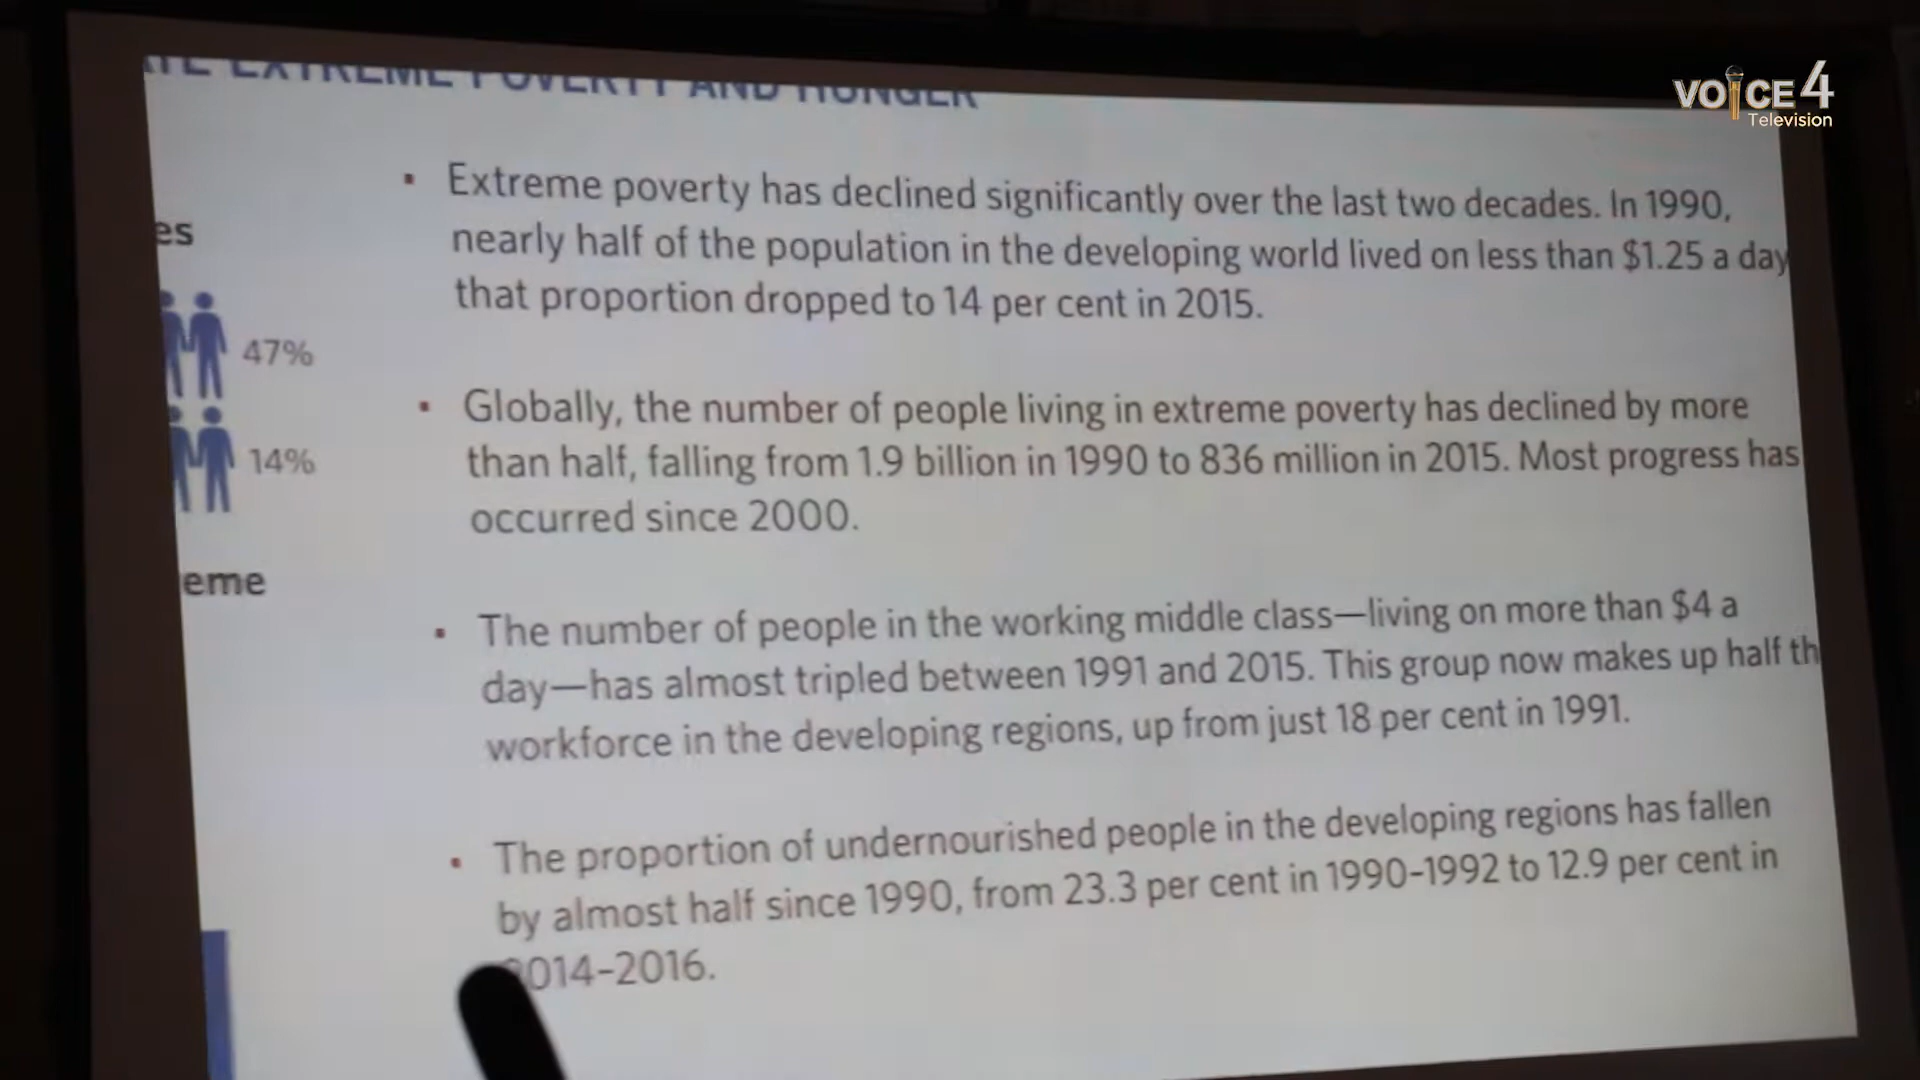 EXTREME POVERTY AND HUNGER
VOICE4
Television
Extreme poverty has declined significantly over the last two decades. In 1990,
nearly half of the population in the developing world lived on less than $1.25 a day
that proportion dropped to 14 per cent in 2015.
es
47%
14%
eme
Globally, the number of people living in extreme poverty has declined by more
than half, falling from 1.9 billion in 1990 to 836 million in 2015. Most progress has
occurred since 2000.
The number of people in the working middle class—living on more than $4 a
day—has almost tripled between 1991 and 2015. This group now makes up half th
workforce in the developing regions, up from just 18 per cent in 1991.
The proportion of undernourished people in the developing regions has fallen
by almost half since 1990, from 23.3 per cent in 1990–1992 to 12.9 per cent in
2014–2016.